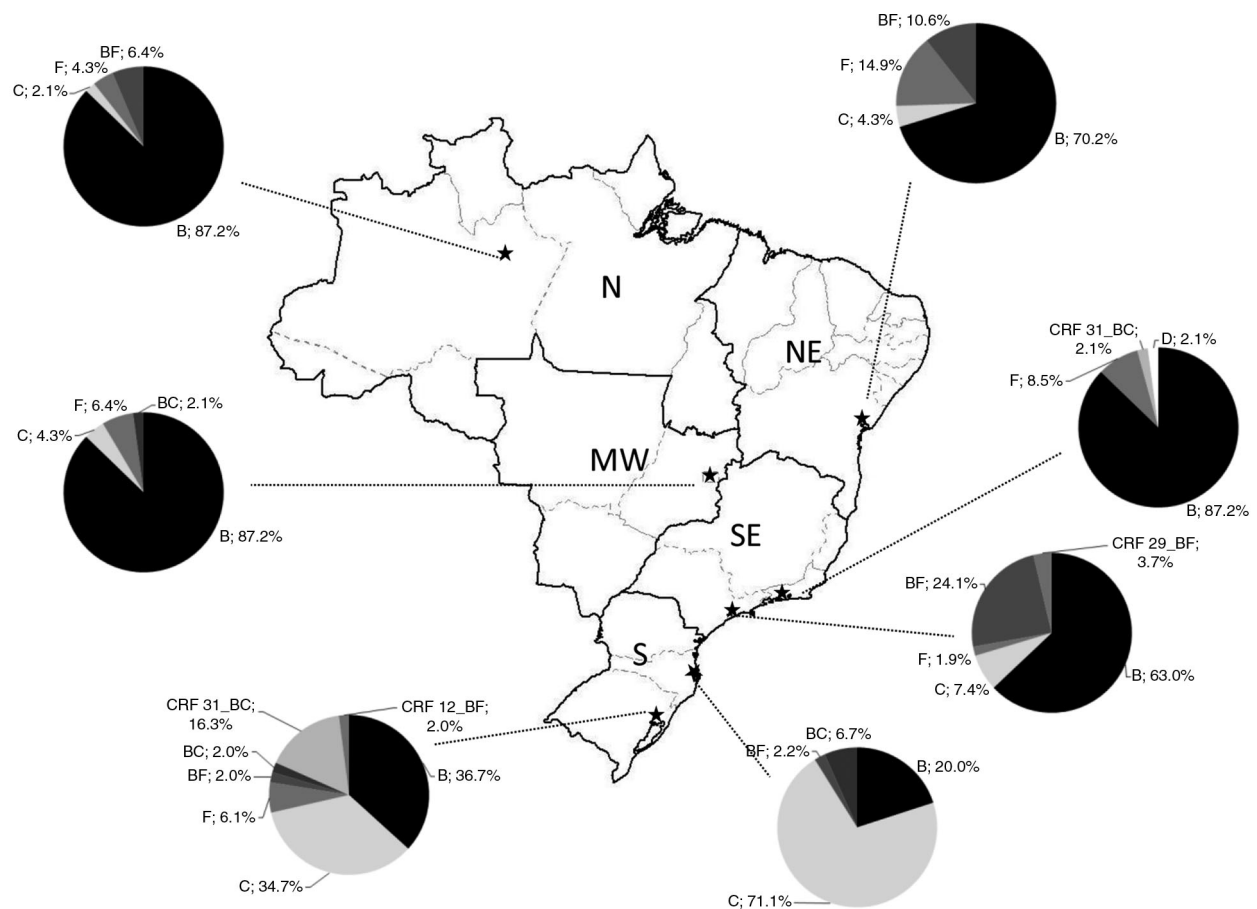 BF; 6.4%
F; 4.3%
C; 2.1%
B; 87.2%
BF; 10.6%
F; 14.9%
C; 4.3%
B; 70.2%
N
NE
MW
SE
S
F; 6.4%
BC; 2.1%
C; 4.3%
B; 87.2%
CRF 31_BC;
2.1%
D; 2.1%
F; 8.5%
B; 87.2%
CRF 29_BF;
3.7%
BF; 24.1%
F; 1.9%
C; 7.4%
B; 63.0%
CRF 31_BC;
16.3%
CRF 12_BF;
2.0%
BC; 2.0%
BF; 2.0%
F; 6.1%
B; 36.7%
C; 34.7%
BC; 6.7%
BF; 2.2%
B; 20.0%
C; 71.1%